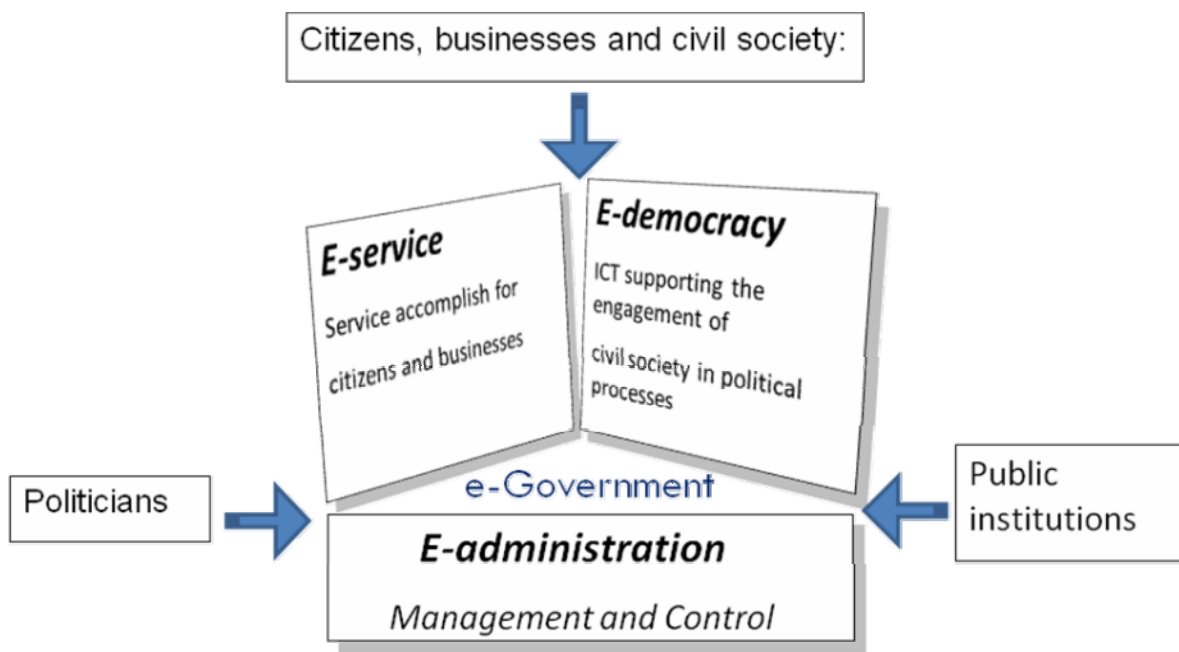 Citizens, businesses and civil society:
E-service
Service accomplish for
citizens and businesses
E-democracy
ICT supporting the
engagement of
civil society in political
processes
Politicians
e-Government
Public
institutions
E-administration
Management and Control